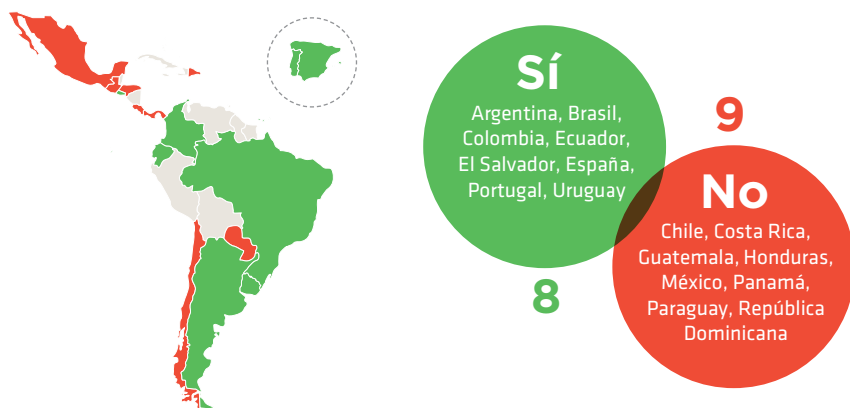 Sí
Argentina, Brasil,
Colombia, Ecuador,
El Salvador, España,
Portugal, Uruguay
8
9
No
Chile, Costa Rica,
Guatemala, Honduras,
México, Panamá,
Paraguay, República
Dominicana